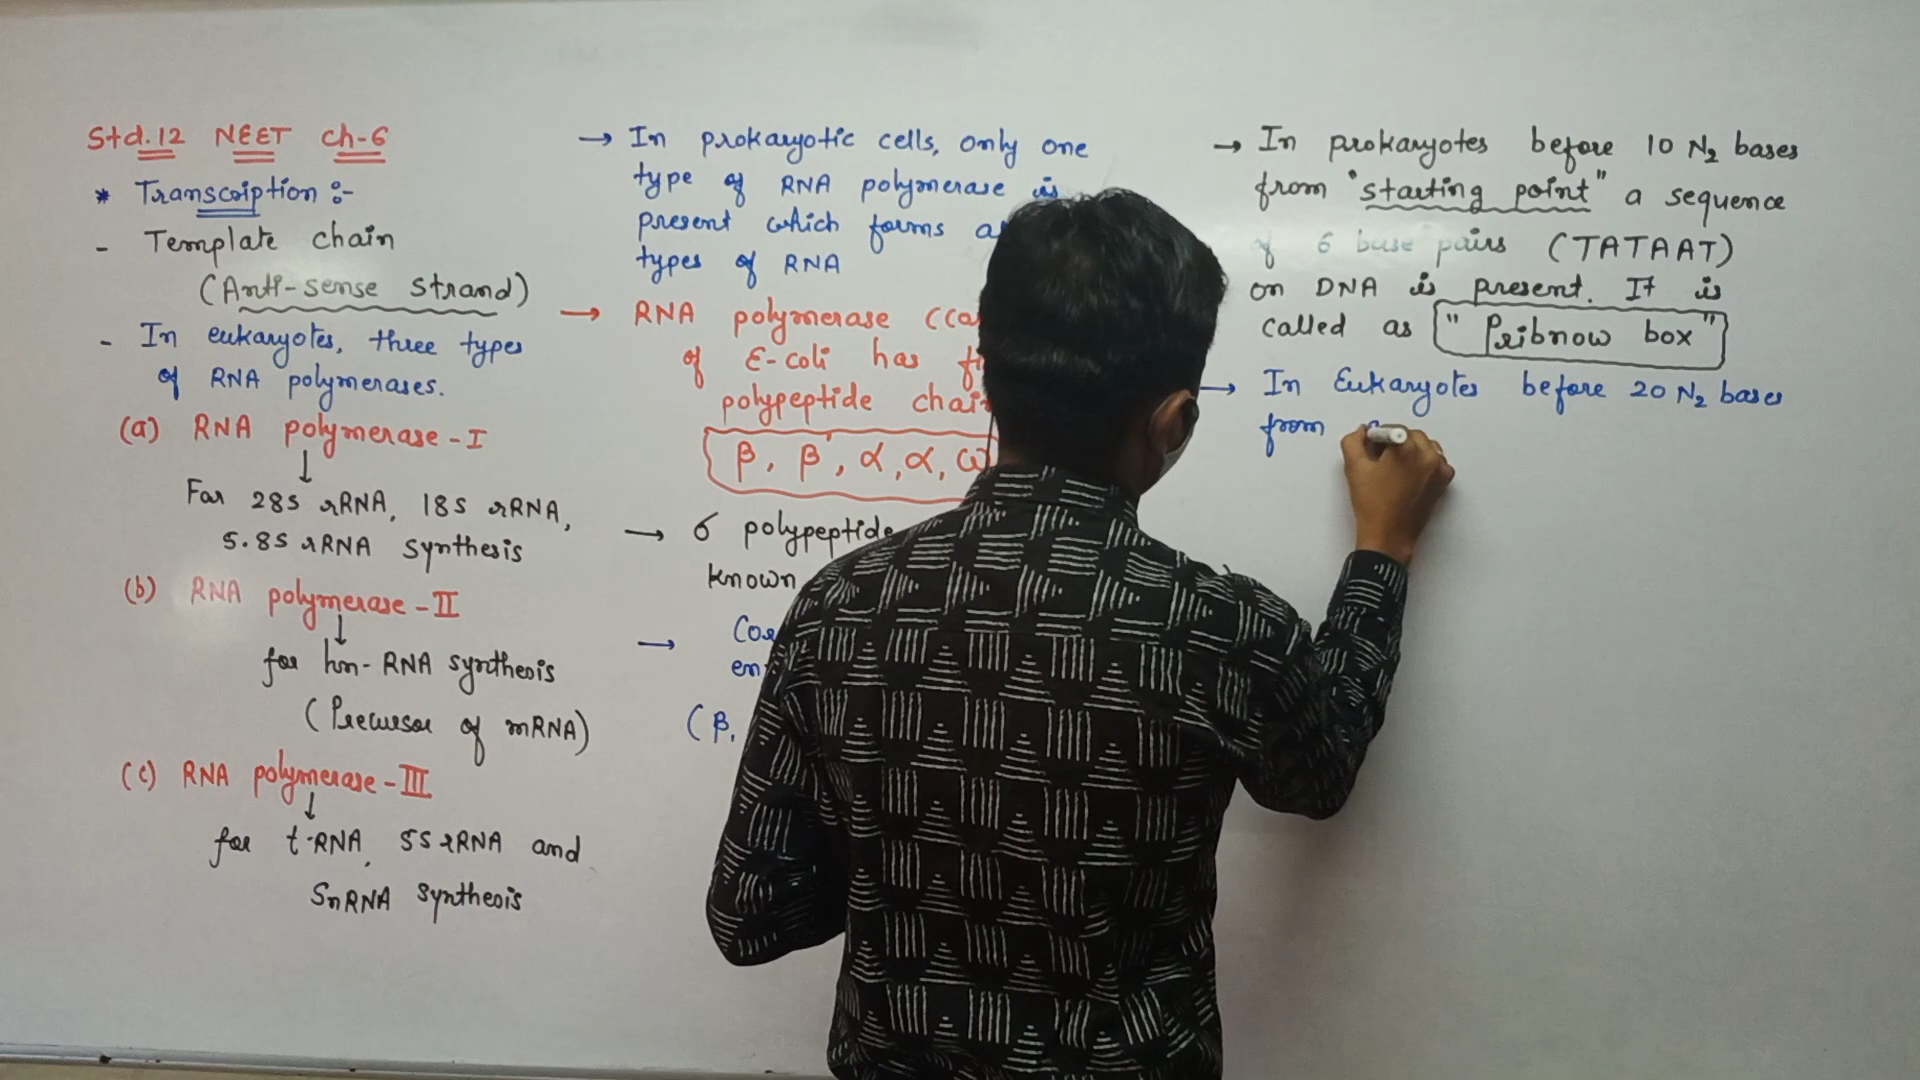 Std.12 NEET ch-6
* Transcription :-
- Template chain
(Anti-sense strand)
- In eukaryotes, three types
of RNA polymerases.
(a) RNA polymerase-I
↓
For 28S rRNA, 18S rRNA,
5.8S rRNA synthesis
(b) RNA polymerase-II
↓
for hn-RNA synthesis
(Precursor of mRNA)
(c) RNA polymerase-III
↓
for t-RNA, 5S rRNA and
SnRNA synthesis
→ In prokaryotic cells, only one
type of RNA polymerase is
present which forms
types of RNA
→ RNA polymerase
of E-coli has
polypeptide
β, β', α, α, ω
→ polypeptide
known
→
(β,
→ In prokaryotes before 10 N2 bases
from "starting point" a sequence
of 6 base pairs (TATAAT)
on DNA is present. It is
called as "Pribnow box"
→ In Eukaryotes before 20 N2 bases
from